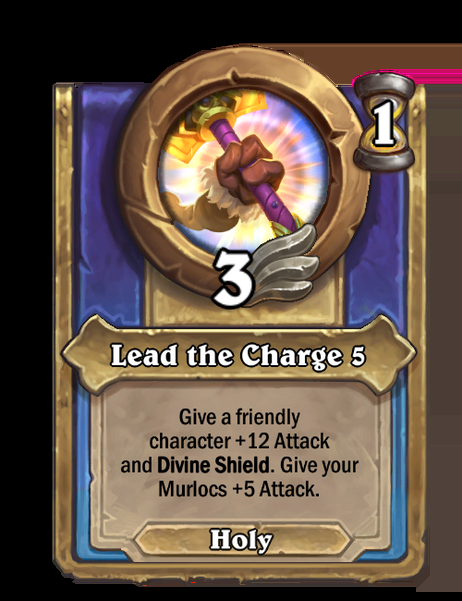 1
3
Lead the Charge 5
Give a friendly
character +12 Attack
and Divine Shield. Give your
Murlocs +5 Attack.
Holy